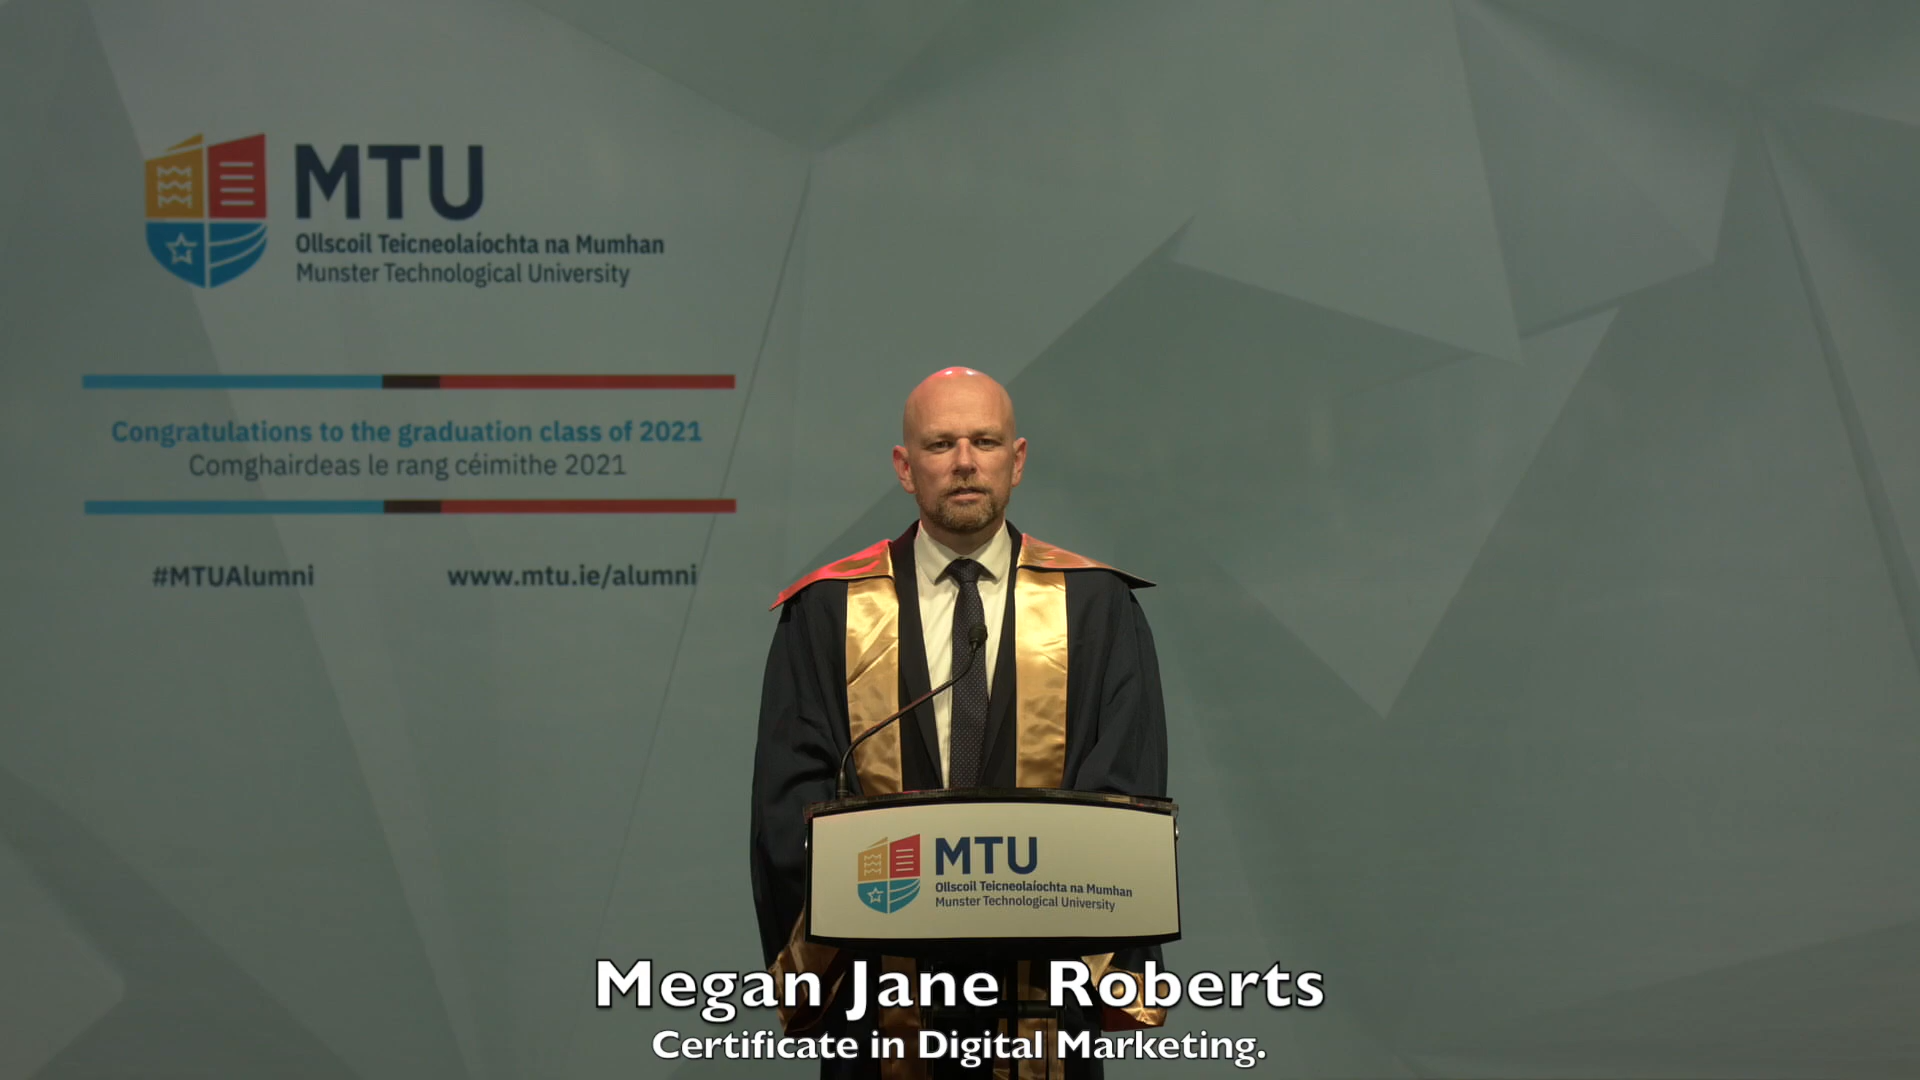 MTU
Ollscoil Teicneolaíochta na Mumhan
Munster Technological University
Congratulations to the graduation class of 2021
Comghairdeas le rang céimithe 2021
#MTUAlumni www.mtu.ie/alumni
MTU
Ollscoil Teicneolaíochta na Mumhan
Munster Technological University
Megan Jane Roberts
Certificate in Digital Marketing.